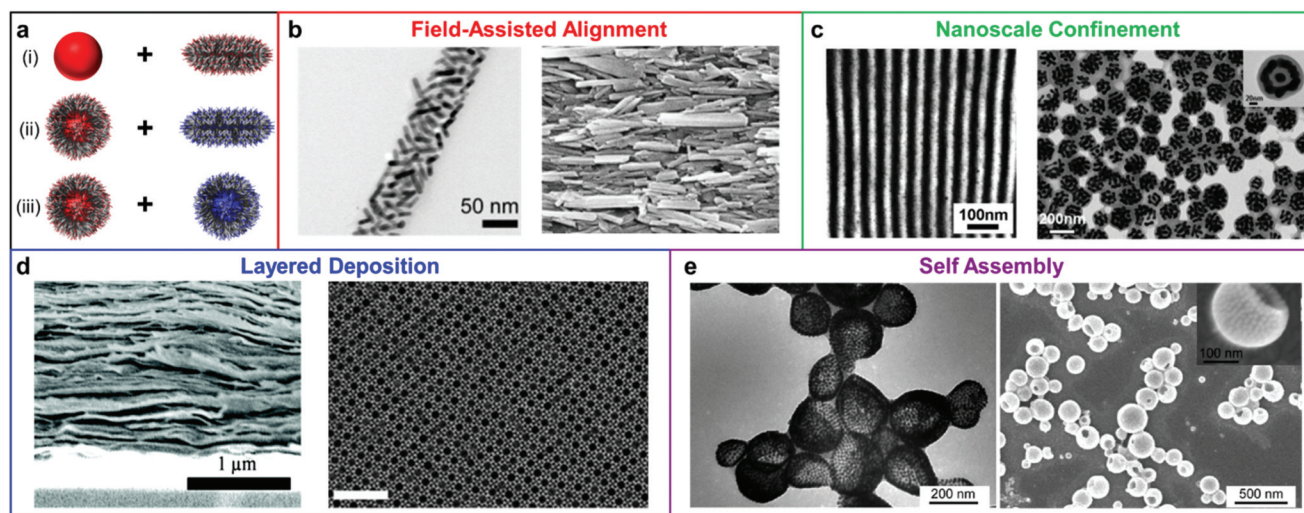 a
(i)
+
(ii)
+
(iii)
+
b
Field-Assisted Alignment
50 nm
c
Nanoscale Confinement
100nm
20nm
200nm
d
Layered Deposition
1 µm
e
Self Assembly
200 nm
100 nm
500 nm